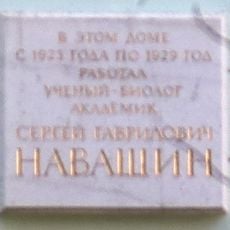 В ЭТОМ ДОМЕ
С 1923 ГОДА ПО 1929 ГОД
РАБОТАЛ
УЧЕНЫЙ-БИОЛОГ
АКАДЕМИК
СЕРГЕЙ ГАВРИЛОВИЧ
НАВАШИН